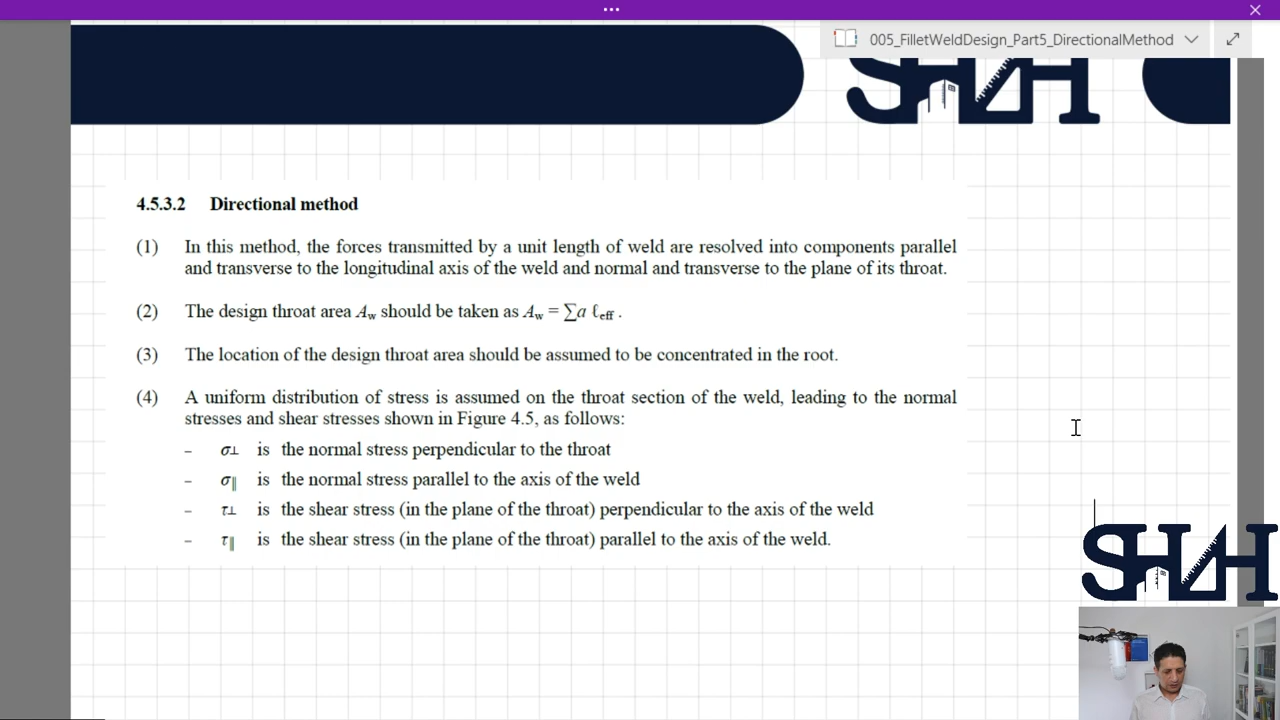 005_FilletWeldDesign_Part5_DirectionalMethod
SHZH
4.5.3.2 Directional method
(1) In this method, the forces transmitted by a unit length of weld are resolved into components parallel
and transverse to the longitudinal axis of the weld and normal and transverse to the plane of its throat.
(2) The design throat area Aw should be taken as Aw = ∑a ℓeff .
(3) The location of the design throat area should be assumed to be concentrated in the root.
(4) A uniform distribution of stress is assumed on the throat section of the weld, leading to the normal
stresses and shear stresses shown in Figure 4.5, as follows:
– σ⊥ is the normal stress perpendicular to the throat
– σ∥ is the normal stress parallel to the axis of the weld
– τ⊥ is the shear stress (in the plane of the throat) perpendicular to the axis of the weld
– τ∥ is the shear stress (in the plane of the throat) parallel to the axis of the weld.
SHZH